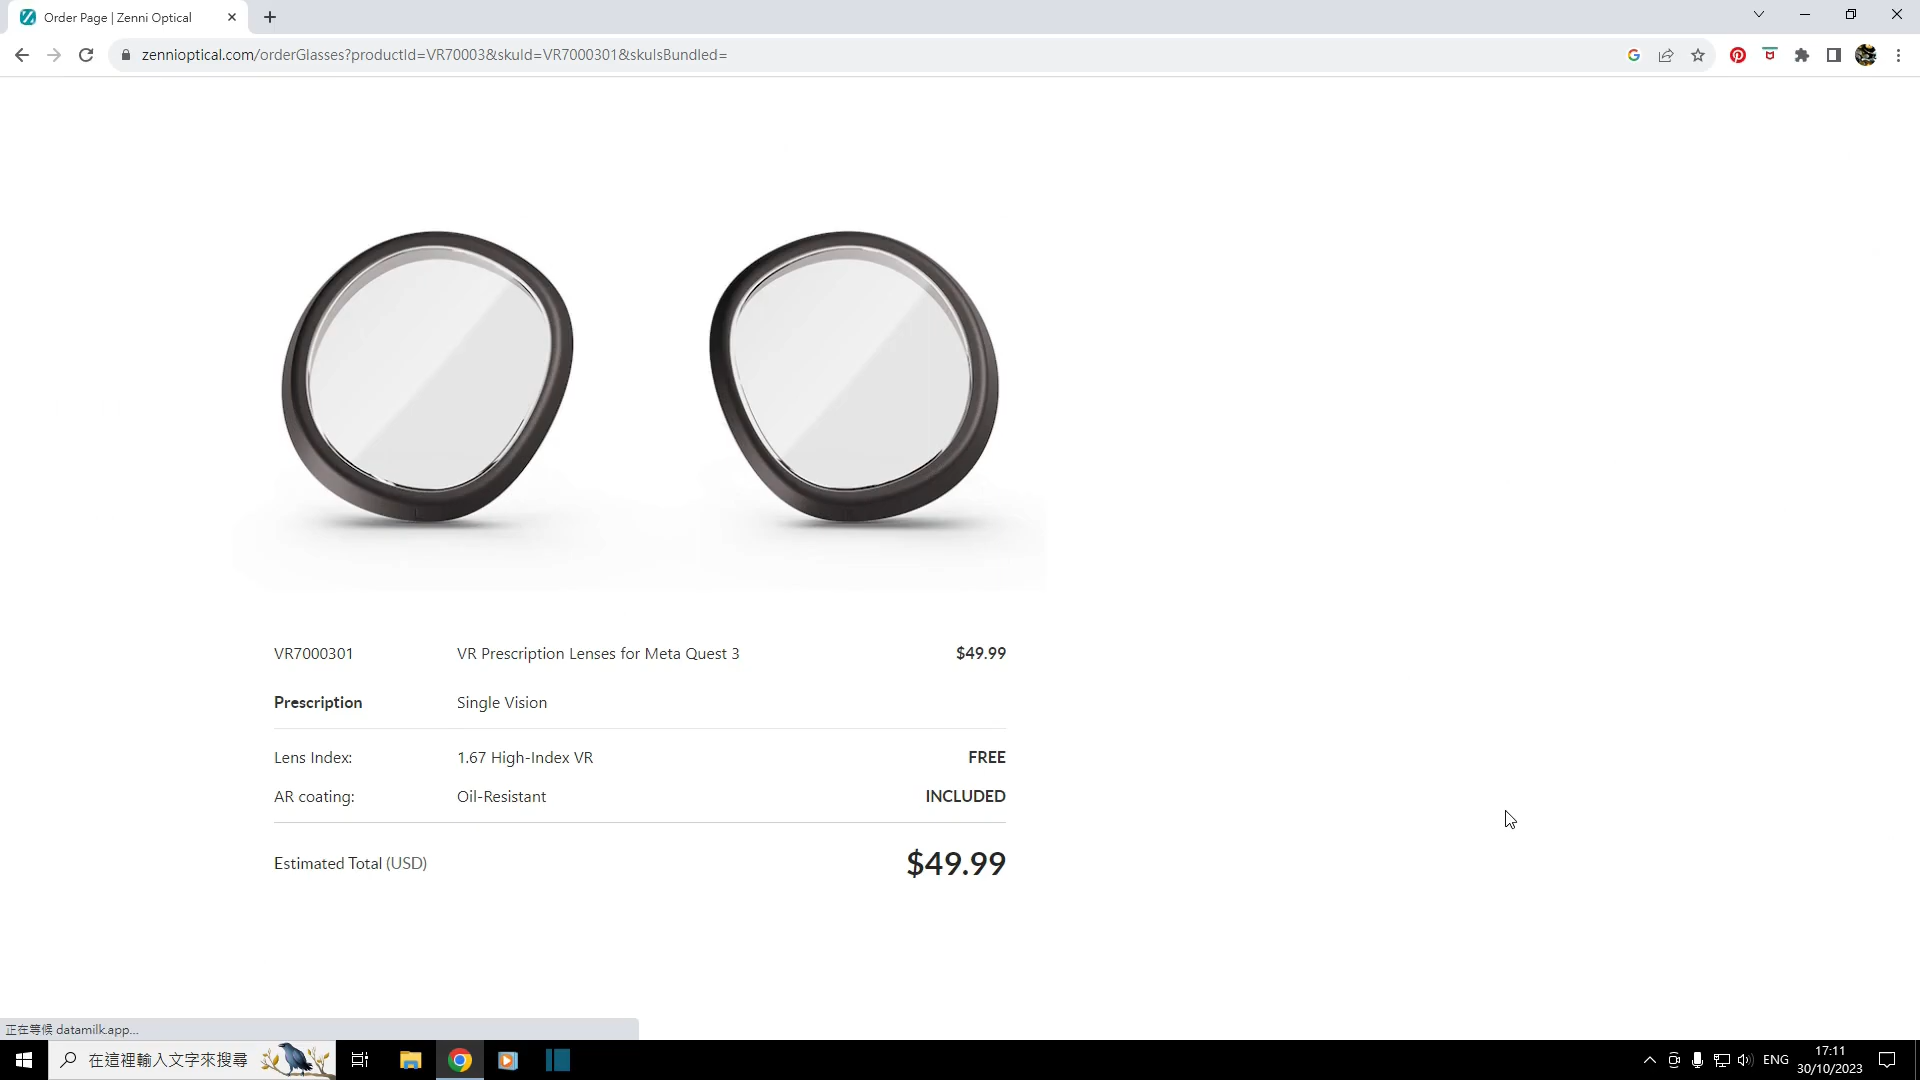 Order Page | Zenni Optical
zennioptical.com/orderGlasses?productId=VR70003&skuId=VR7000301&skuIsBundled=
VR7000301 VR Prescription Lenses for Meta Quest 3 $49.99
Prescription Single Vision
Lens Index: 1.67 High-Index VR FREE
AR coating: Oil-Resistant INCLUDED
Estimated Total (USD) $49.99
正在等候 datamilk.app...
在這裡輸入文字來搜尋
ENG
17:11
30/10/2023